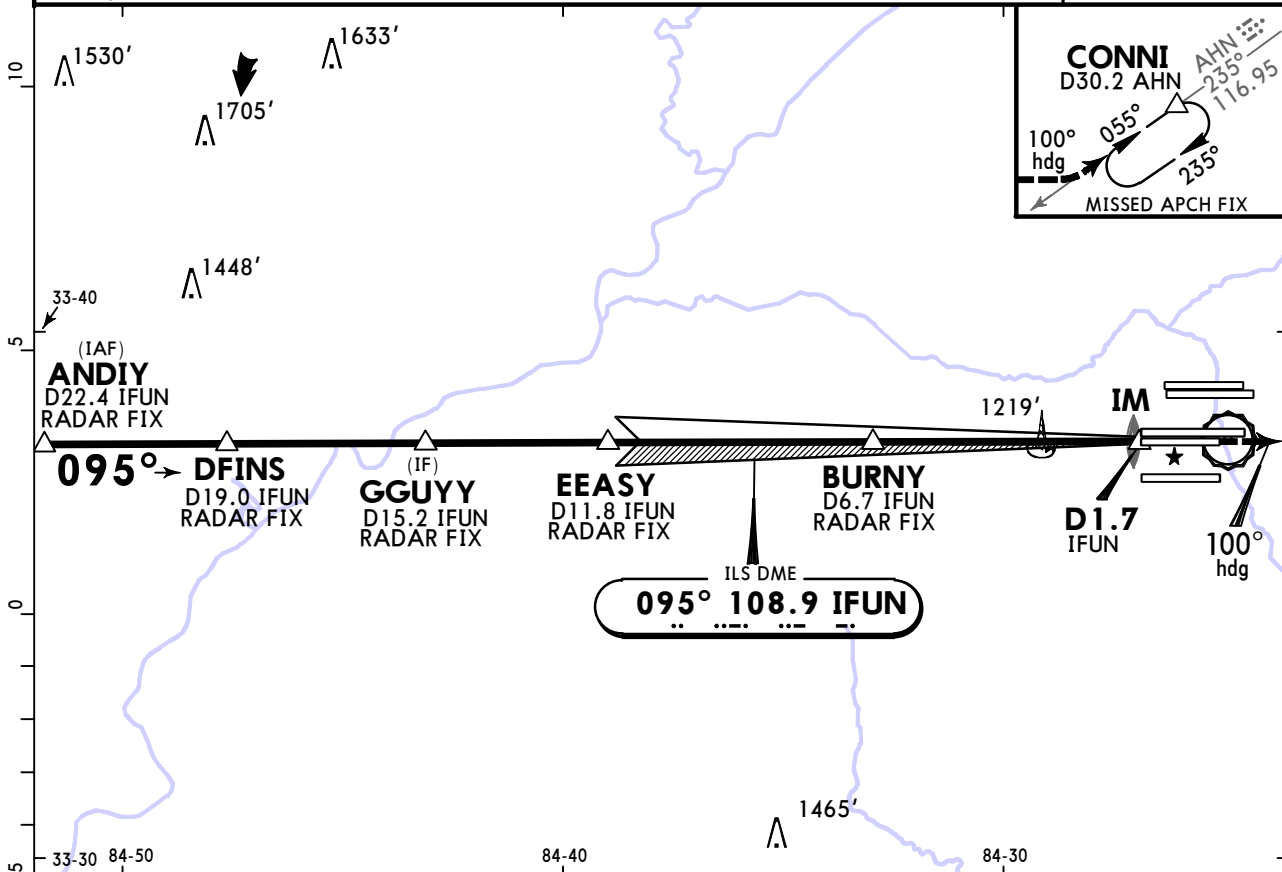 1530'
1633'
1705'
1448'
10
5
0
5
33-40
CONNI
D30.2 AHN
AHN
235°
116.95
055°
235°
100°
hdg
MISSED APCH FIX
(IAF)
ANDIY
D22.4 IFUN
RADAR FIX
095°
DFINS
D19.0 IFUN
RADAR FIX
(IF)
GGUYY
D15.2 IFUN
RADAR FIX
EEASY
D11.8 IFUN
RADAR FIX
BURNY
D6.7 IFUN
RADAR FIX
1219'
IM
D1.7
IFUN
100°
hdg
ILS DME
095° 108.9 IFUN
1465'
33-30
84-50
84-40
84-30